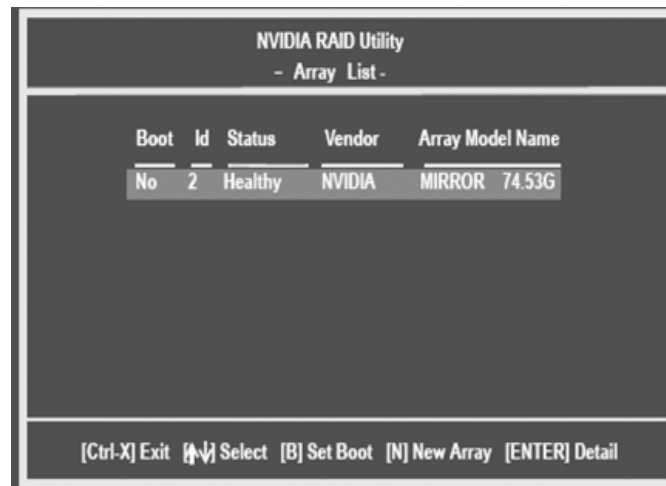 NVIDIA RAID Utility
- Array List -
Boot Id Status Vendor Array Model Name
No 2 Healthy NVIDIA MIRROR 74.53G
[Ctrl-X] Exit [↑↓] Select [B] Set Boot [N] New Array [ENTER] Detail